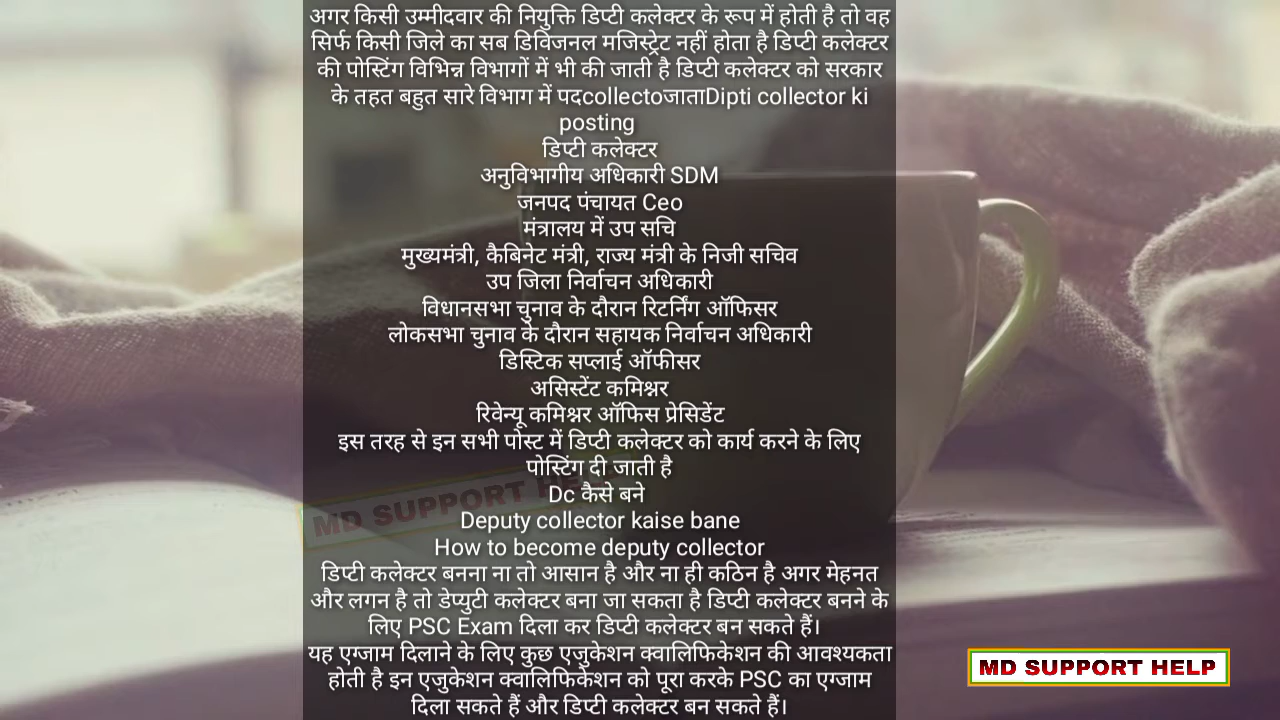 अगर किसी उम्मीदवार की नियुक्ति डिप्टी कलेक्टर के रूप में होती है तो वह
सिर्फ किसी जिले का सब डिविजनल मजिस्ट्रेट नहीं होता है डिप्टी कलेक्टर
की पोस्टिंग विभिन्न विभागों में भी की जाती है डिप्टी कलेक्टर को सरकार
के तहत बहुत सारे विभाग में पदcollectoजाताDipti collector ki
posting
डिप्टी कलेक्टर
अनुविभागीय अधिकारी SDM
जनपद पंचायत Ceo
मंत्रालय में उप सचि
मुख्यमंत्री, कैबिनेट मंत्री, राज्य मंत्री के निजी सचिव
उप जिला निर्वाचन अधिकारी
विधानसभा चुनाव के दौरान रिटर्निंग ऑफिसर
लोकसभा चुनाव के दौरान सहायक निर्वाचन अधिकारी
डिस्टिक सप्लाई ऑफीसर
असिस्टेंट कमिश्नर
रिवेन्यू कमिश्नर ऑफिस प्रेसिडेंट
इस तरह से इन सभी पोस्ट में डिप्टी कलेक्टर को कार्य करने के लिए
पोस्टिंग दी जाती है
Dc कैसे बने
MD SUPPORT HE
Deputy collector kaise bane
How to become deputy collector
डिप्टी कलेक्टर बनना ना तो आसान है और ना ही कठिन है अगर मेहनत
और लगन है तो डेप्युटी कलेक्टर बना जा सकता है डिप्टी कलेक्टर बनने के
लिए PSC Exam दिला कर डिप्टी कलेक्टर बन सकते हैं।
यह एग्जाम दिलाने के लिए कुछ एजुकेशन क्वालिफिकेशन की आवश्यकता
होती है इन एजुकेशन क्वालिफिकेशन को पूरा करके PSC का एग्जाम
दिला सकते हैं और डिप्टी कलेक्टर बन सकते हैं।
MD SUPPORT HELP